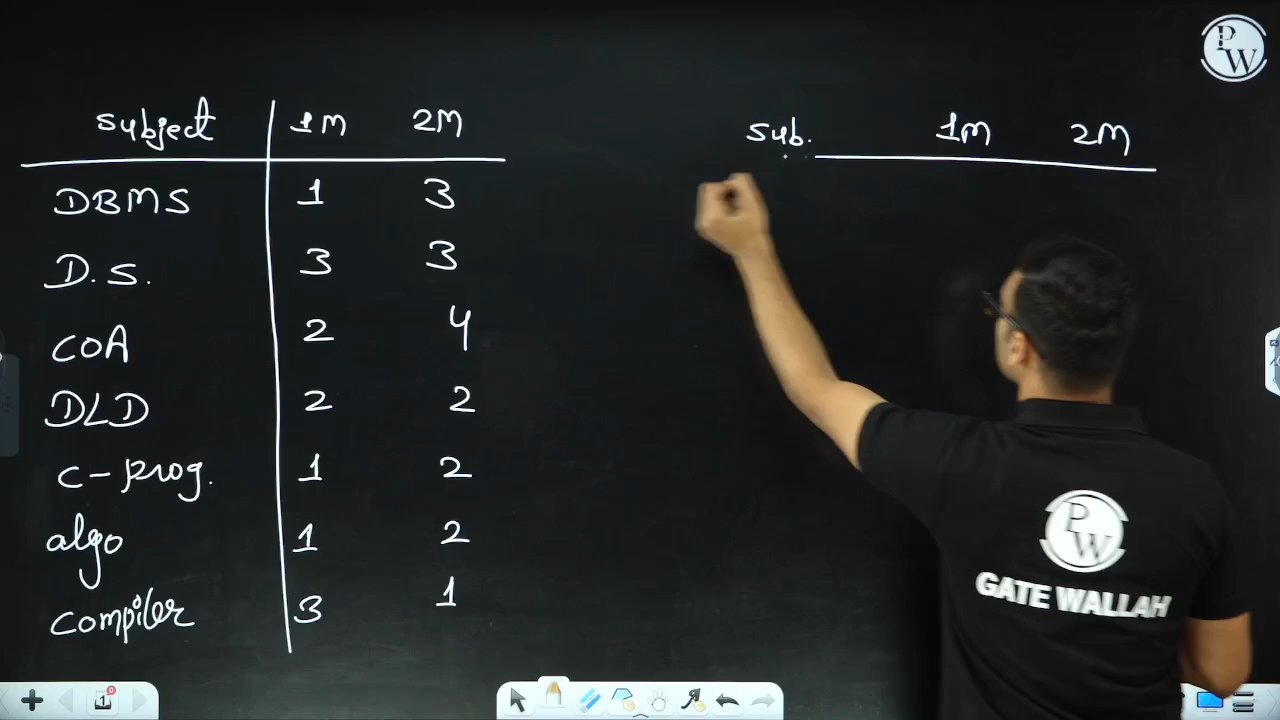 subject 1M 2M
DBMS 1 3
D.S. 3 3
COA 2 4
DLD 2 2
C-prog. 1 2
algo 1 2
compiler 3 1
Sub. 1M 2M
PW
PW
GATE WALLAH
1